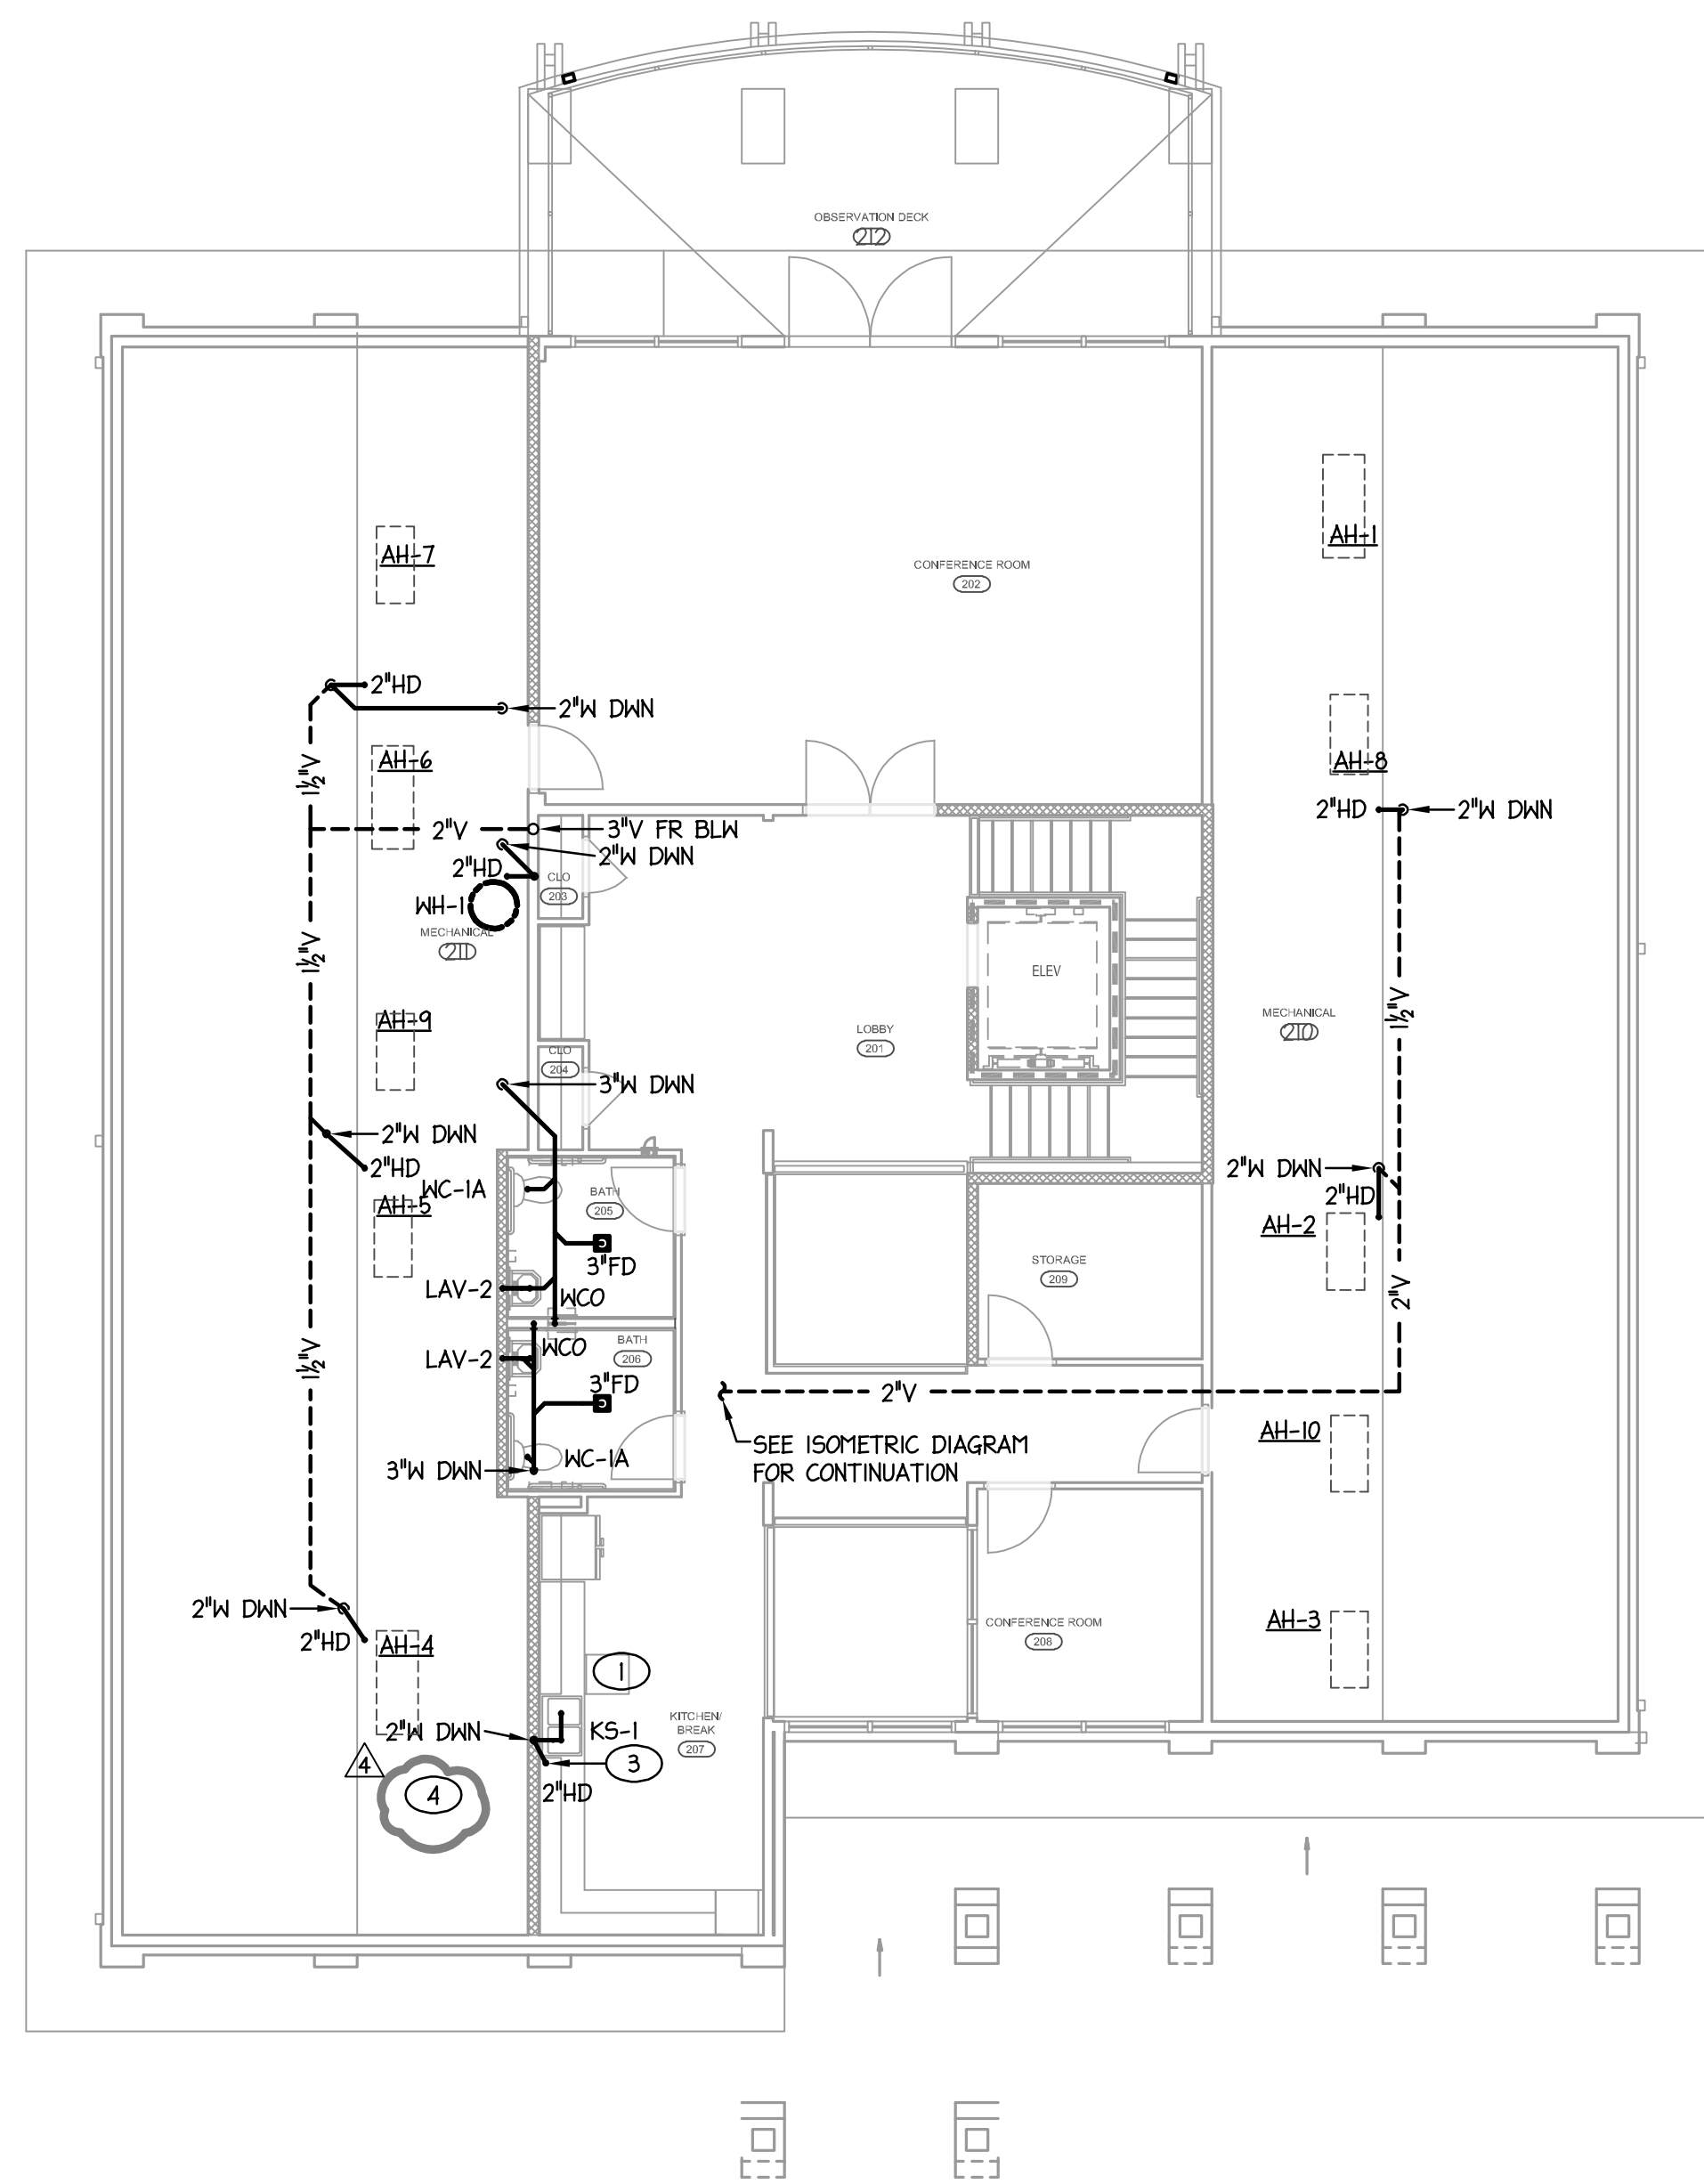 OBSERVATION DECK
212
CONFERENCE ROOM
202
AH-1
AH-7
2"HD
2"W DWN
AH-6
AH-8
1½"V
2"HD
2"W DWN
2"V
3"V FR BLW
2"W DWN
2"HD
CLO
203
WH-1
MECHANICAL
211
1½"V
ELEV
1½"V
MECHANICAL
210
AH-9
LOBBY
201
CLO
204
3"W DWN
2"W DWN
2"HD
WC-1A
BATH
205
2"W DWN
2"HD
AH-5
AH-2
3"FD
STORAGE
209
LAV-2
WCO
2"V
WCO
BATH
206
LAV-2
1½"V
3"FD
2"V
SEE ISOMETRIC DIAGRAM
FOR CONTINUATION
AH-10
WC-1A
3"W DWN
2"W DWN
2"HD
AH-4
CONFERENCE ROOM
208
AH-3
1
KITCHEN/
BREAK
207
2"W DWN
KS-1
3
2"HD
4
4